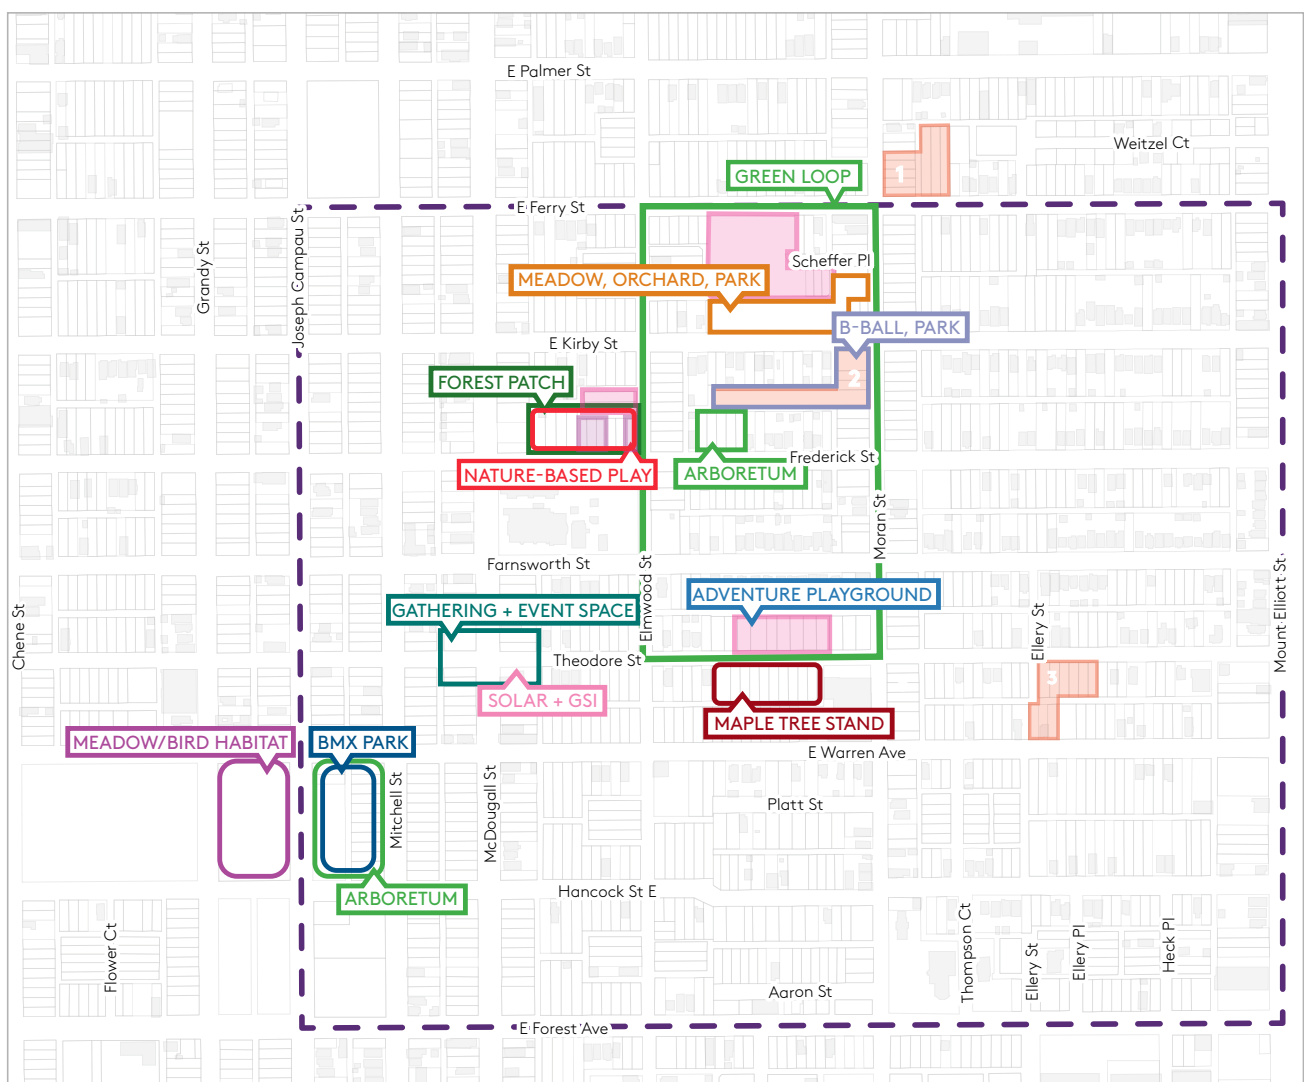 E Palmer St
Weitzel Ct
GREEN LOOP
1
E Ferry St
Joseph Campau St
Grandy St
Scheffer Pl
MEADOW, ORCHARD, PARK
B-BALL, PARK
E Kirby St
2
FOREST PATCH
NATURE-BASED PLAY
ARBORETUM
Frederick St
Moran St
Farnsworth St
Elmwood St
ADVENTURE PLAYGROUND
GATHERING + EVENT SPACE
Chene St
Ellery St
Mount Elliott St
Theodore St
3
SOLAR + GSI
MAPLE TREE STAND
MEADOW/BIRD HABITAT
BMX PARK
E Warren Ave
Mitchell St
McDougall St
Platt St
ARBORETUM
Hancock St E
Flower Ct
Thompson Ct
Ellery St
Ellery Pl
Heck Pl
Aaron St
E Forest Ave